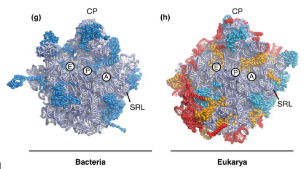 (g) CP (h) CP
E P A E P A
SRL SRL
Bacteria Eukarya